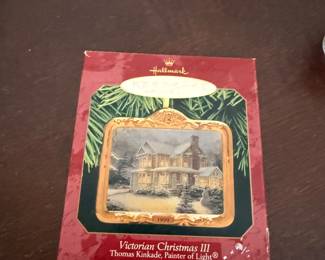 Hallmark
1999
Victorian Christmas III
Thomas Kinkade, Painter of Light®